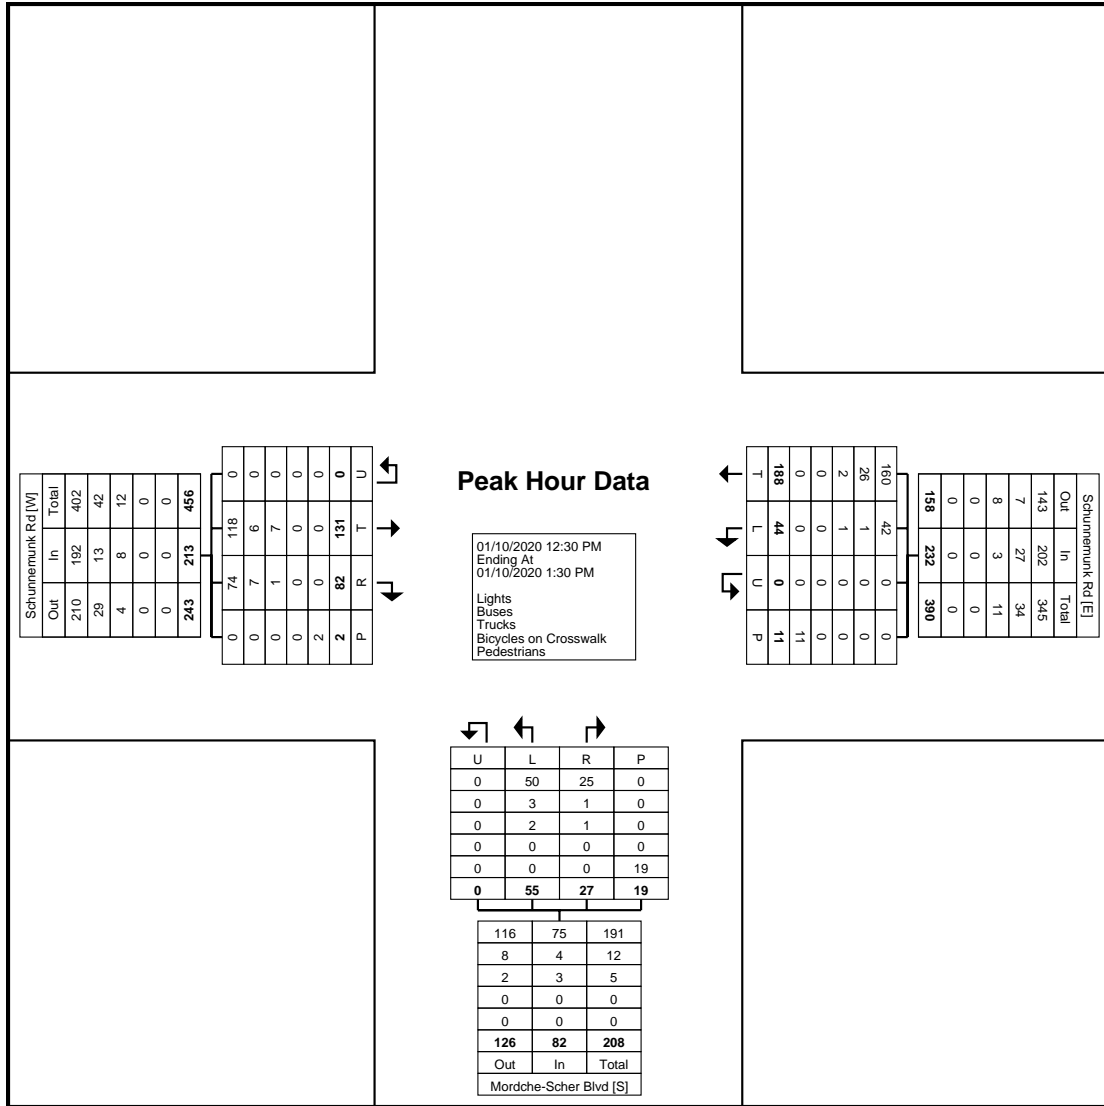 Peak Hour Data
01/10/2020 12:30 PM
Ending At
01/10/2020 1:30 PM
Lights
Buses
Trucks
Bicycles on Crosswalk
Pedestrians
Schunnemunk Rd [W]
Total In Out
402 192 210
42 13 29
12 8 4
0 0 0
0 0 0
456 213 243
0 118 74 0
0 6 7 0
0 7 1 0
0 0 0 0
0 0 0 2
0 131 82 2
U T R P
Schunnemunk Rd [E]
Out In Total
143 202 345
7 27 34
8 3 11
0 0 0
0 0 0
158 232 390
160 42 0 0
26 1 0 0
2 1 0 0
0 0 0 0
0 0 0 11
188 44 0 11
T L U P
U L R P
0 50 25 0
0 3 1 0
0 2 1 0
0 0 0 0
0 0 0 19
0 55 27 19
116 75 191
8 4 12
2 3 5
0 0 0
0 0 0
126 82 208
Out In Total
Mordche-Scher Blvd [S]